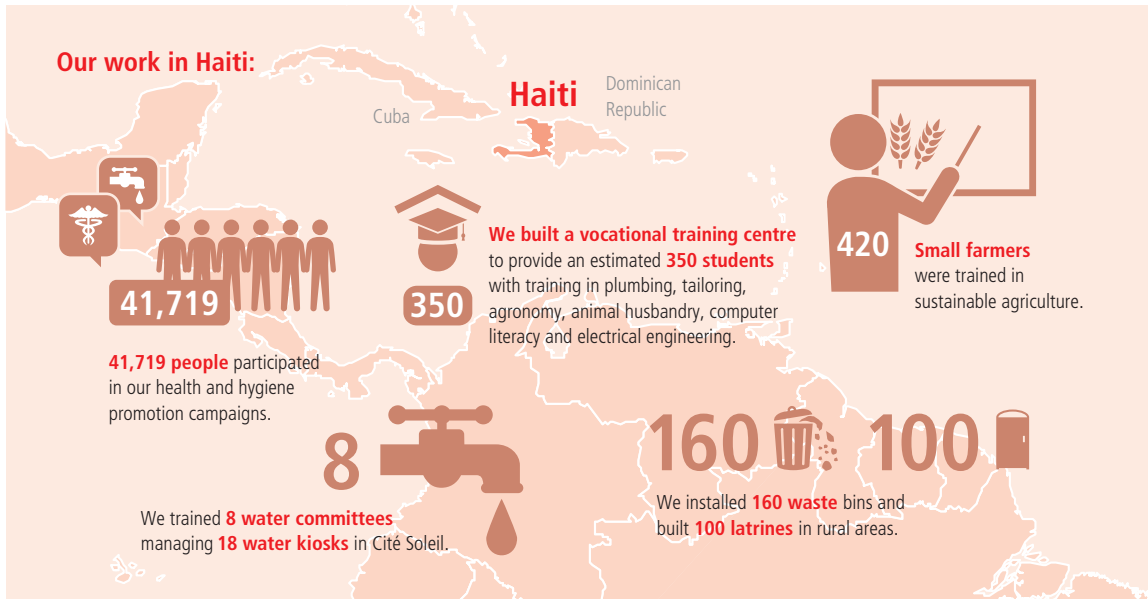 Our work in Haiti:
Haiti
Dominican
Republic
Cuba
41,719
41,719 people participated
in our health and hygiene
promotion campaigns.
350
We built a vocational training centre
to provide an estimated 350 students
with training in plumbing, tailoring,
agronomy, animal husbandry, computer
literacy and electrical engineering.
420
Small farmers
were trained in
sustainable agriculture.
8
We trained 8 water committees
managing 18 water kiosks in Cité Soleil.
160
100
We installed 160 waste bins and
built 100 latrines in rural areas.